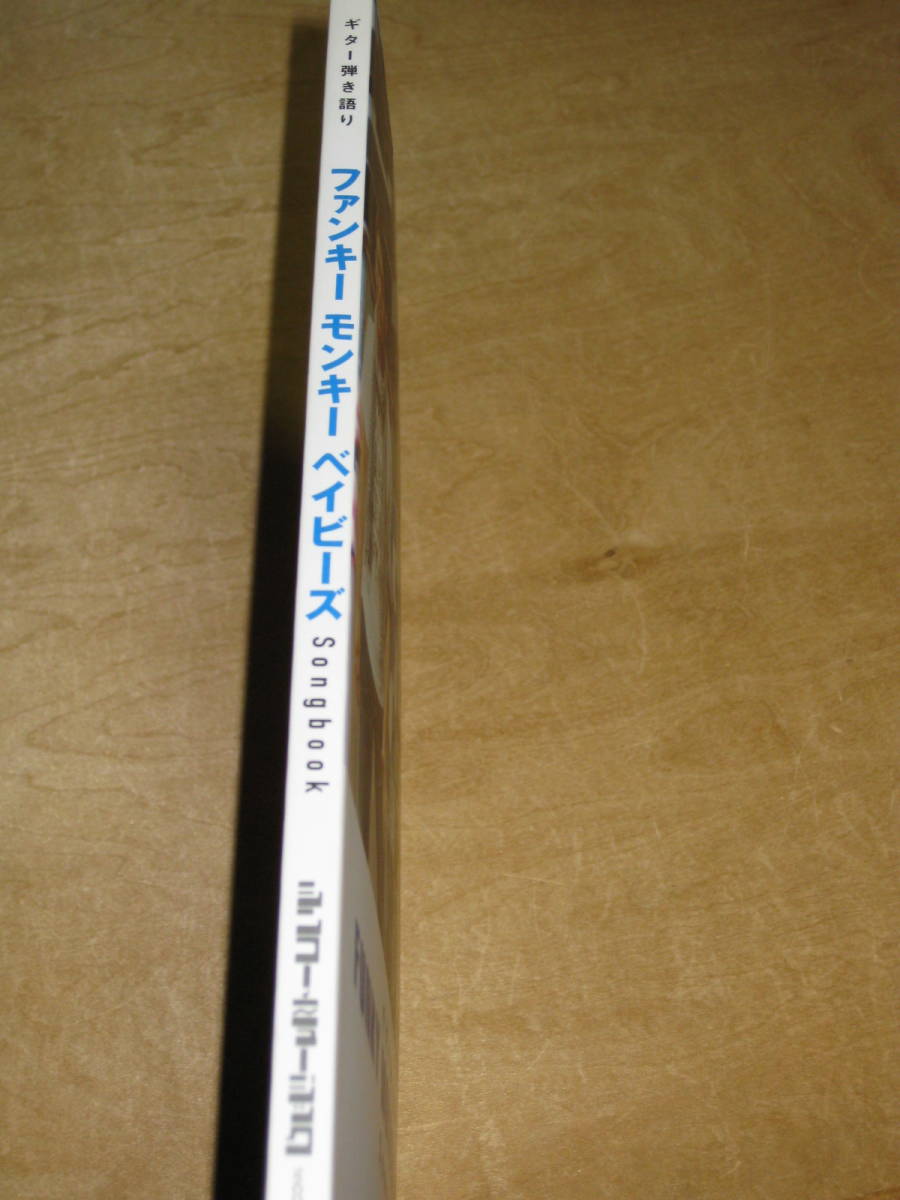 ギター弾き語り
ファンキー モンキー ベイビーズ
Songbook